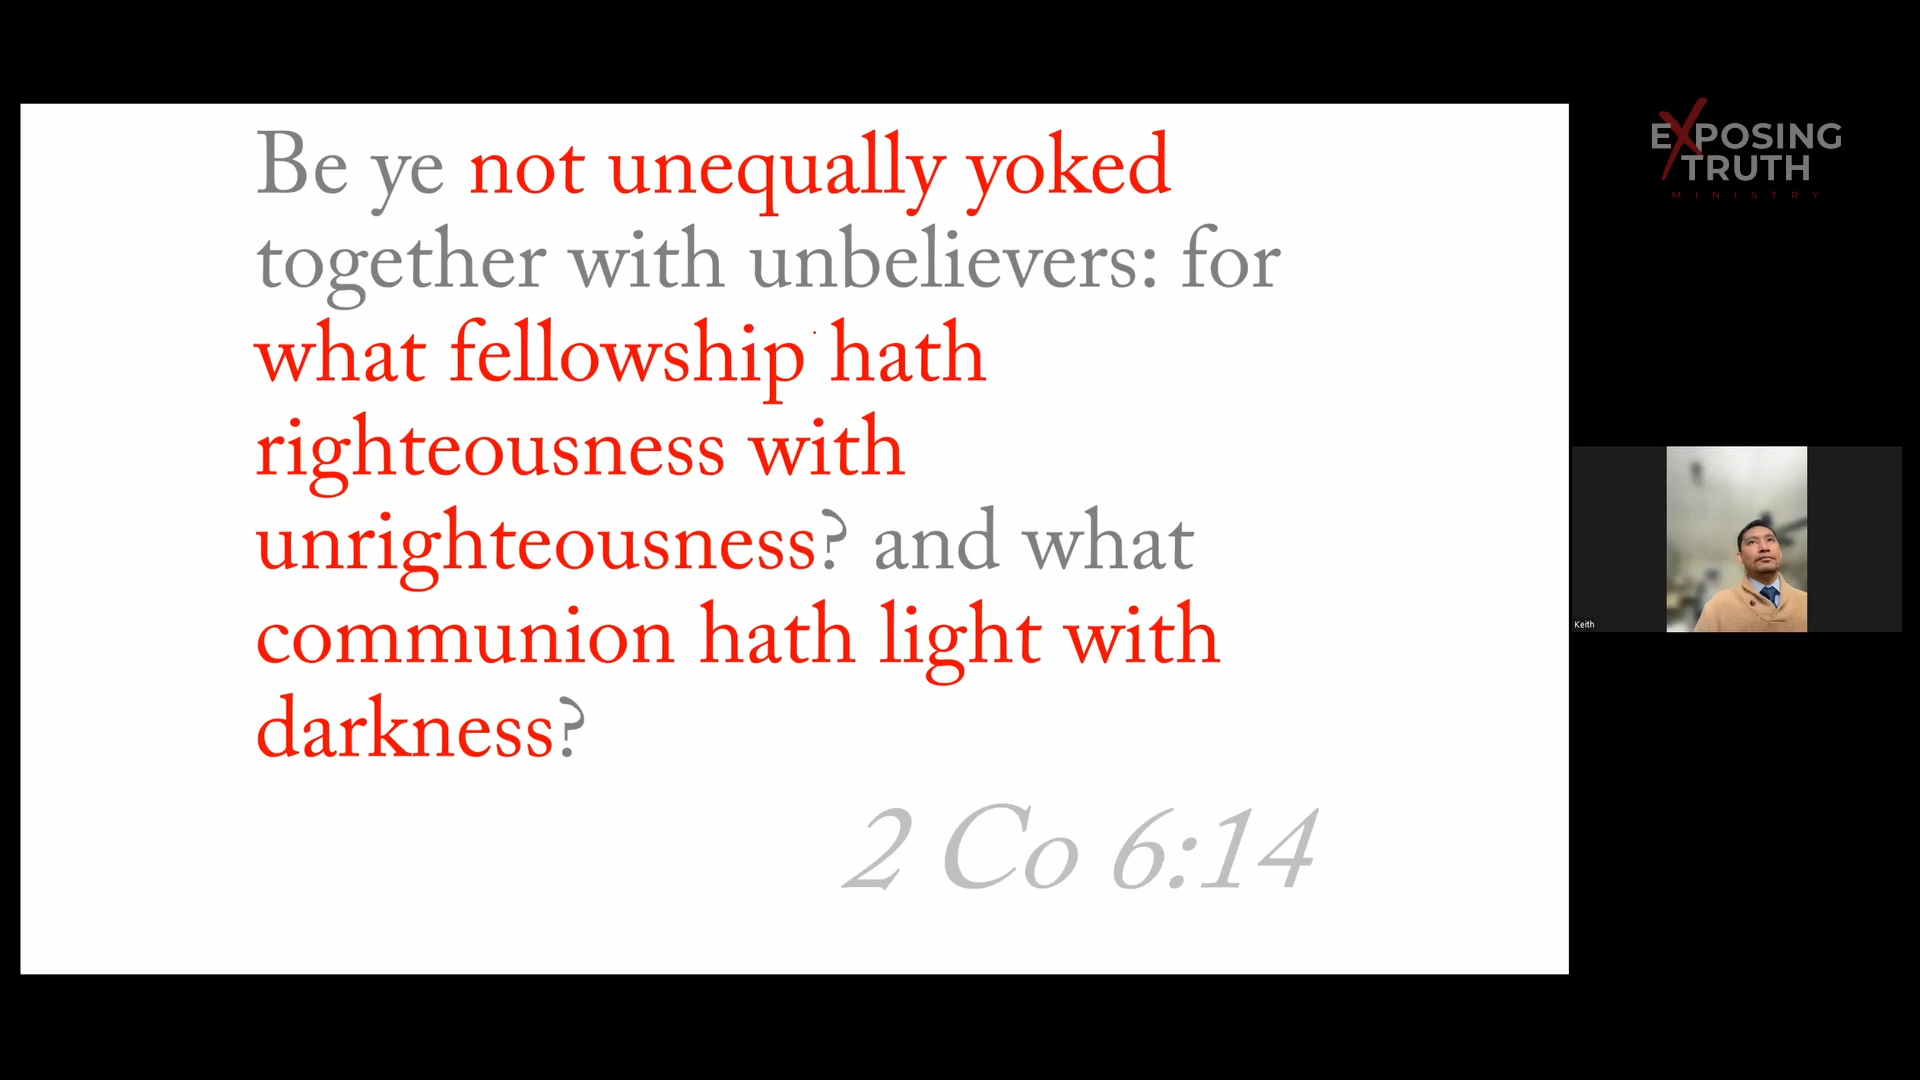 Be ye not unequally yoked
together with unbelievers: for
what fellowship hath
righteousness with
unrighteousness? and what
communion hath light with
darkness?
2 Co 6:14
EXPOSING
TRUTH
MINISTRY
Keith